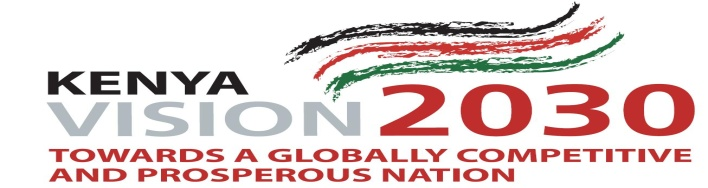 KENYA
VISION 2030
TOWARDS A GLOBALLY COMPETITIVE
AND PROSPEROUS NATION